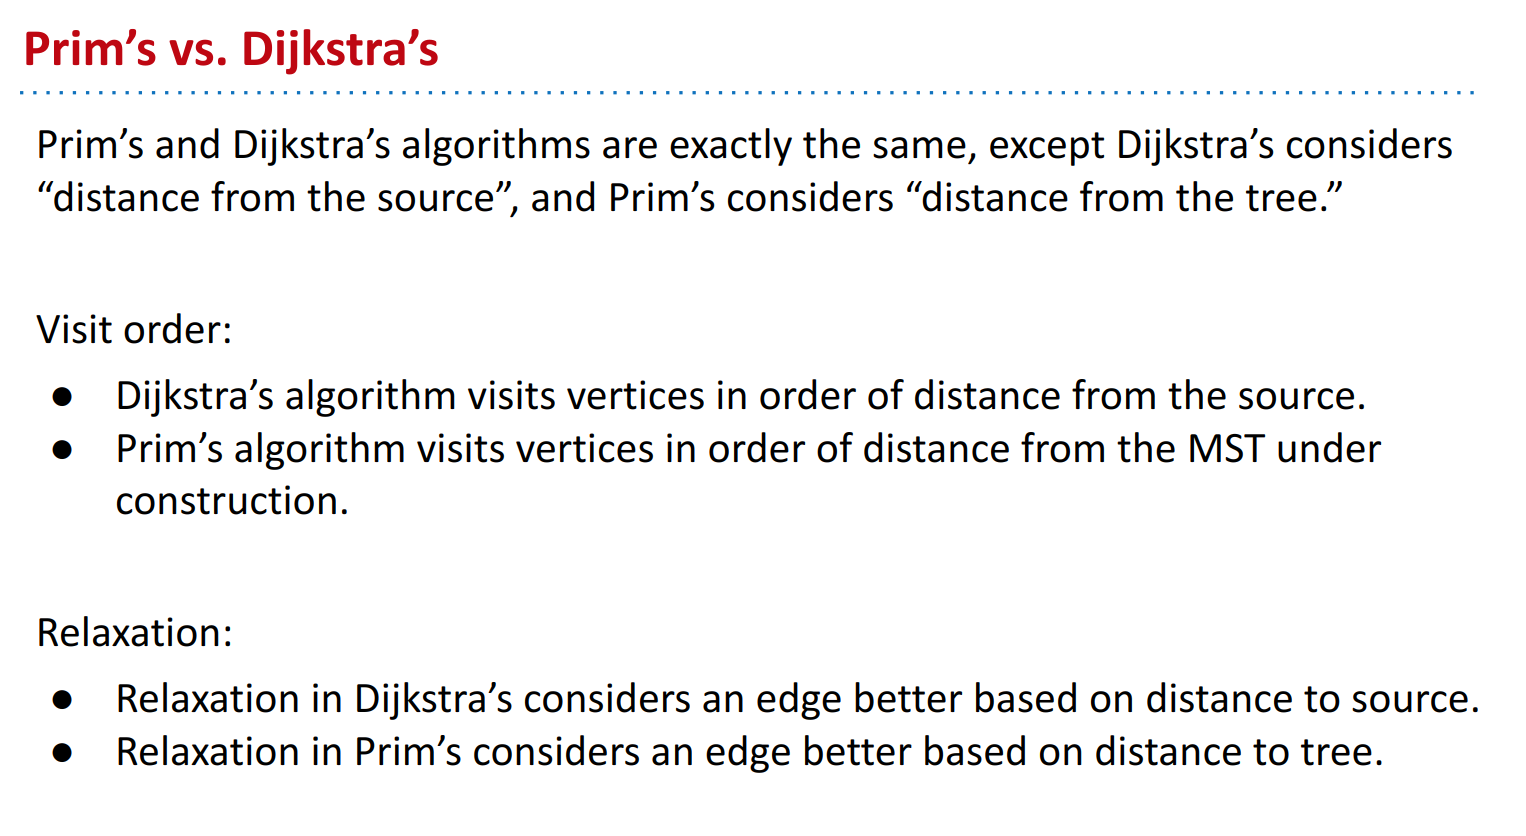 Prim’s vs. Dijkstra’s
Prim’s and Dijkstra’s algorithms are exactly the same, except Dijkstra’s considers
“distance from the source”, and Prim’s considers “distance from the tree.”
Visit order:
● Dijkstra’s algorithm visits vertices in order of distance from the source.
● Prim’s algorithm visits vertices in order of distance from the MST under
construction.
Relaxation:
● Relaxation in Dijkstra’s considers an edge better based on distance to source.
● Relaxation in Prim’s considers an edge better based on distance to tree.